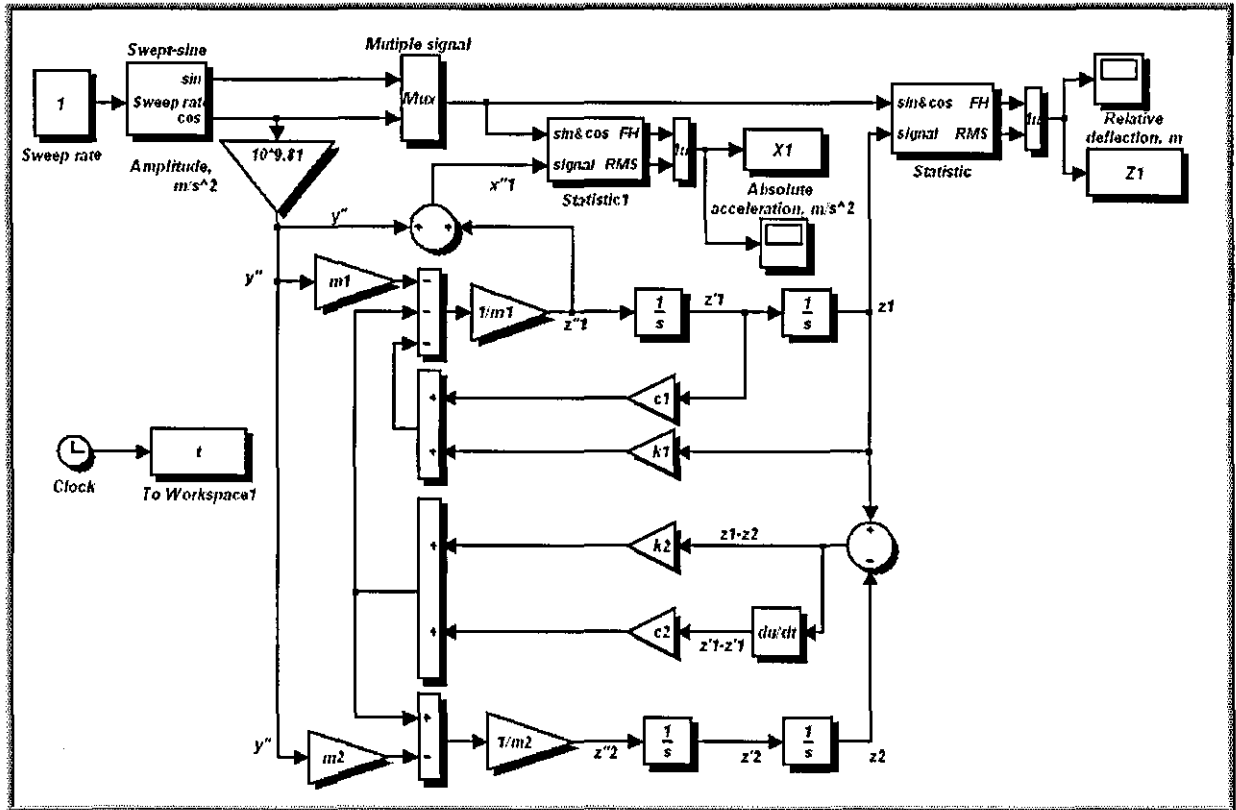 Swept-sine
Mutiple signal
1
Sweep rate
sin
Sweep rate
cos
Mux
10^9.81
Amplitude,
m/s^2
sin&cos FH
signal RMS
Statistic1
X1
Absolute
acceleration, m/s^2
sin&cos FH
signal RMS
Statistic
Relative
deflection, m
Z1
x''1
y''
+ +
y''
m1
-
-
-
1/m1
z''1
1
s
z'1
1
s
z1
+
+
c1
k1
t
Clock
To Workspace1
+
+
k2
z1-z2
+
-
c2
z'1-z'1
du/dt
y''
m2
+
-
1/m2
z''2
1
s
z'2
1
s
z2